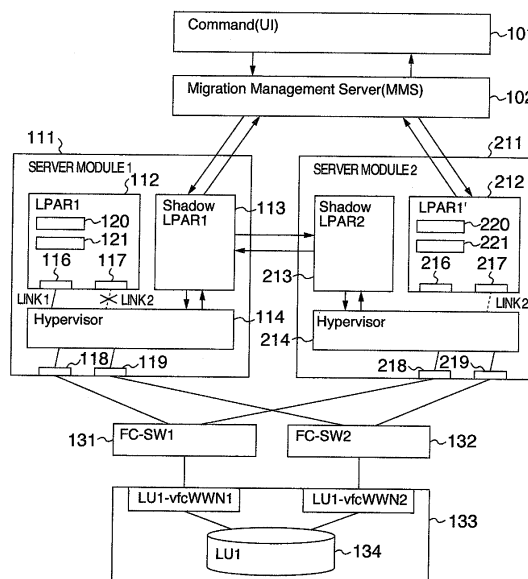 Command(UI)
101
Migration Management Server(MMS)
102
111
SERVER MODULE 1
112
LPAR1
120
121
116
117
LINK1
LINK2
Shadow
LPAR1
113
Hypervisor
114
118
119
211
SERVER MODULE 2
212
Shadow
LPAR2
213
LPAR1'
220
221
216
217
LINK2
Hypervisor
214
218
219
131
FC-SW1
FC-SW2
132
LU1-vfcWWN1
LU1-vfcWWN2
133
LU1
134